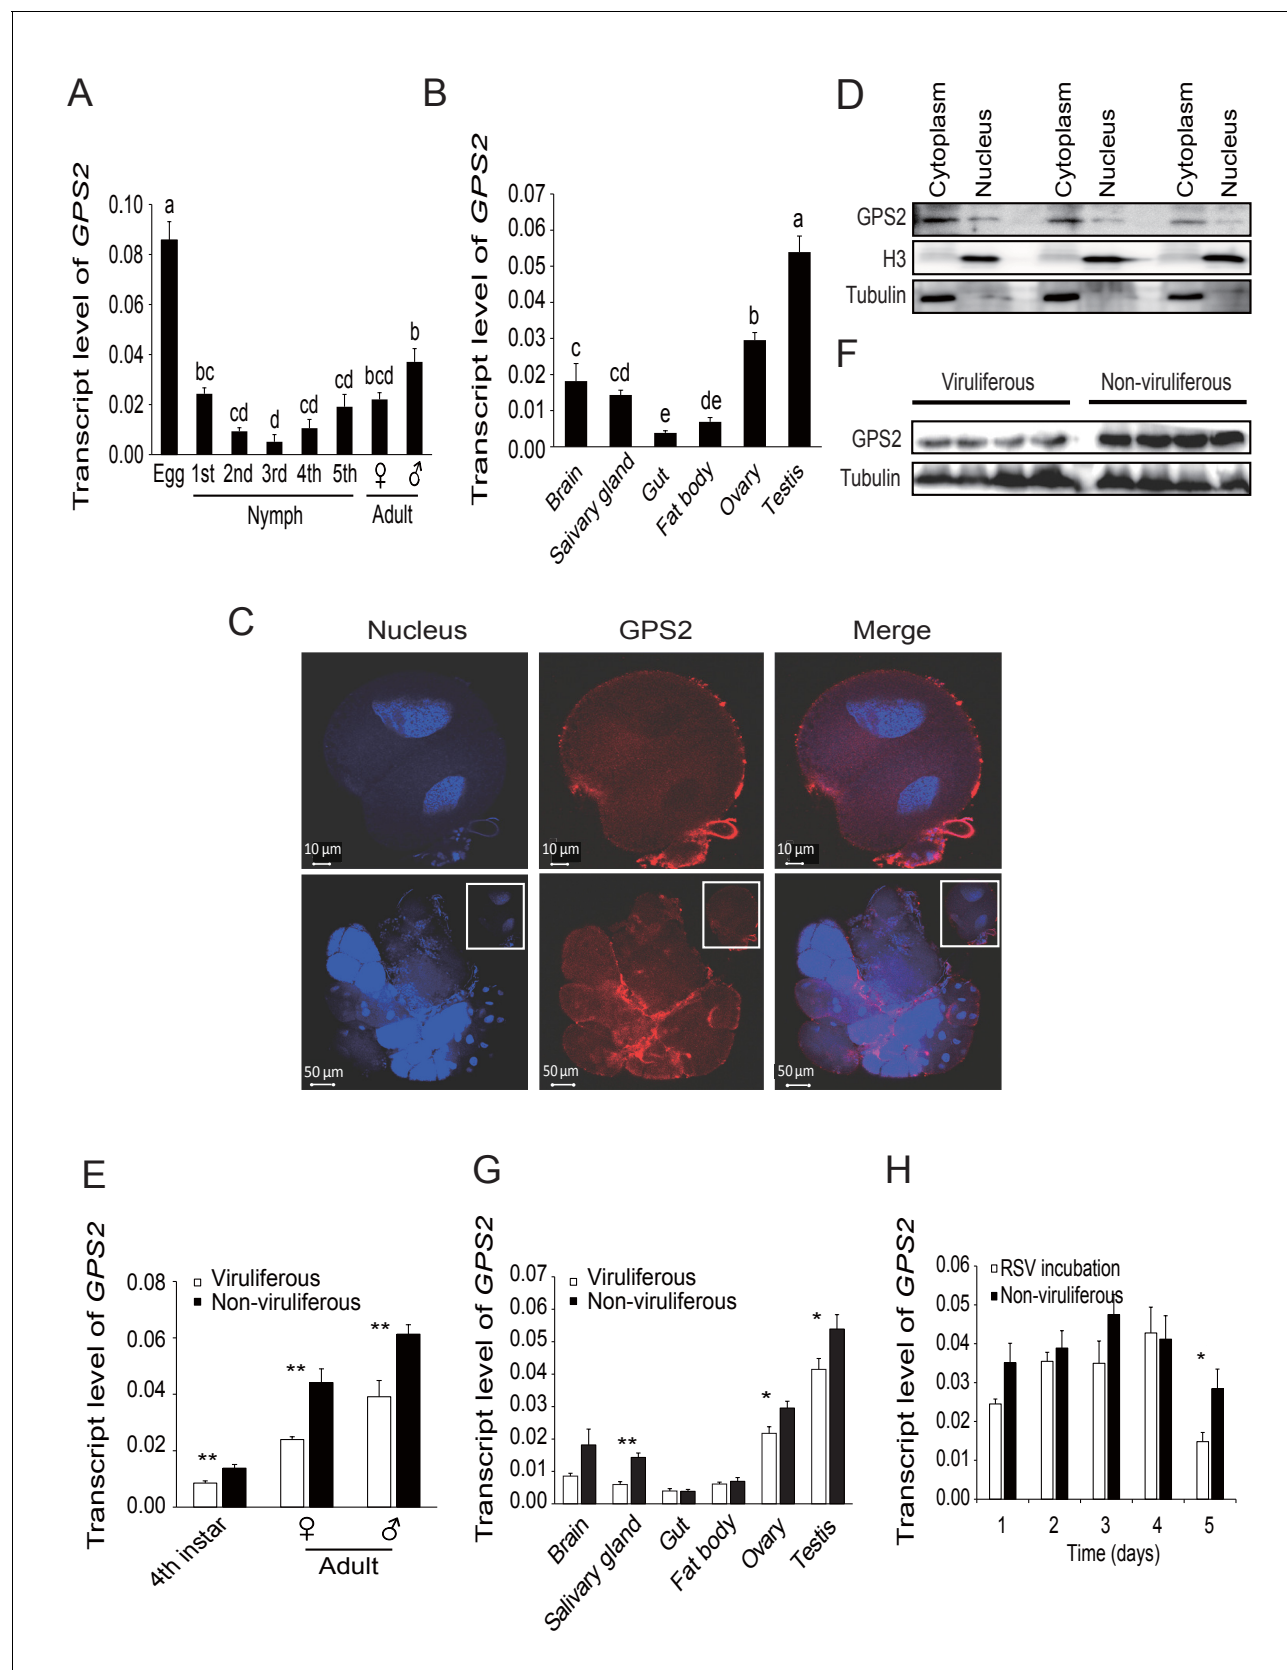 A
Transcript level of GPS2
0.10
0.08
0.06
0.04
0.02
0.00
a
bc
cd
d
cd
cd
bcd
b
Egg 1st 2nd 3rd 4th 5th ♀ ♂
Nymph Adult
B
Transcript level of GPS2
0.07
0.06
0.05
0.04
0.03
0.02
0.01
0.00
c
cd
e
de
b
a
Brain
Saivary gland
Gut
Fat body
Ovary
Testis
D
Cytoplasm Nucleus Cytoplasm Nucleus Cytoplasm Nucleus
GPS2
H3
Tubulin
F
Viruliferous Non-viruliferous
GPS2
Tubulin
C
Nucleus GPS2 Merge
10 µm 10 µm 10 µm
50 µm 50 µm 50 µm
E
Transcript level of GPS2
Viruliferous
Non-viruliferous
0.08
0.06
0.04
0.02
0.00
**
**
**
4th instar ♀ ♂
Adult
G
Transcript level of GPS2
Viruliferous
Non-viruliferous
0.07
0.06
0.05
0.04
0.03
0.02
0.01
0.00
**
*
*
Brain
Salivary gland
Gut
Fat body
Ovary
Testis
H
Transcript level of GPS2
RSV incubation
Non-viruliferous
0.06
0.05
0.04
0.03
0.02
0.01
0.00
*
1 2 3 4 5
Time (days)